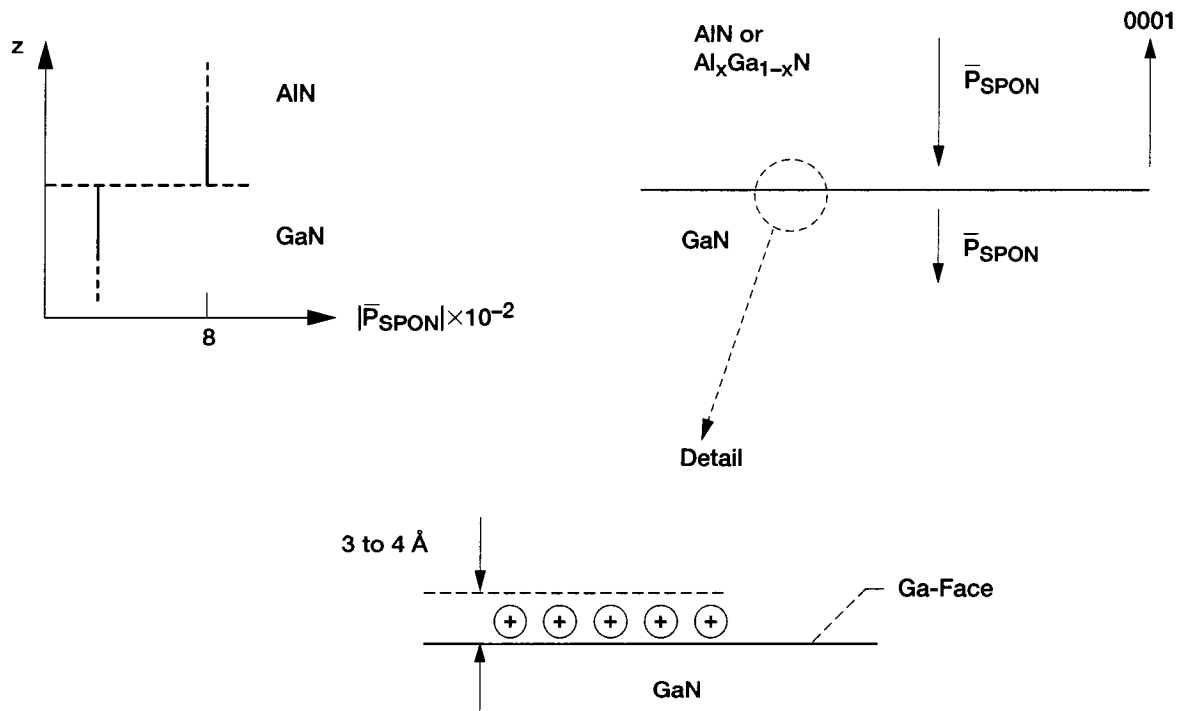 z
AlN
GaN
8
|P̅SPON|×10–2
AlN or
AlxGa1–xN
P̅SPON
0001
GaN
P̅SPON
Detail
3 to 4 Å
+ + + + +
Ga-Face
GaN